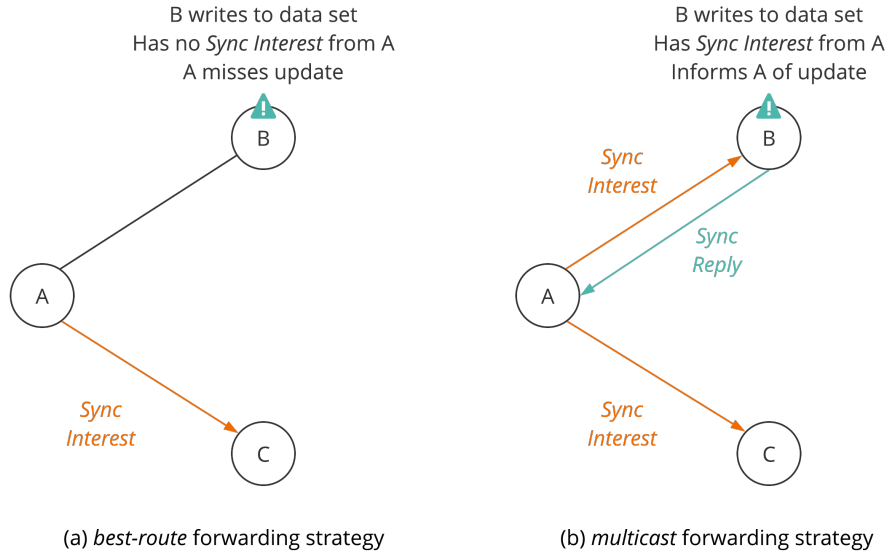 B writes to data set
Has no Sync Interest from A
A misses update
!
B
A
Sync
Interest
C
(a) best-route forwarding strategy
B writes to data set
Has Sync Interest from A
Informs A of update
!
B
Sync
Interest
Sync
Reply
A
Sync
Interest
C
(b) multicast forwarding strategy